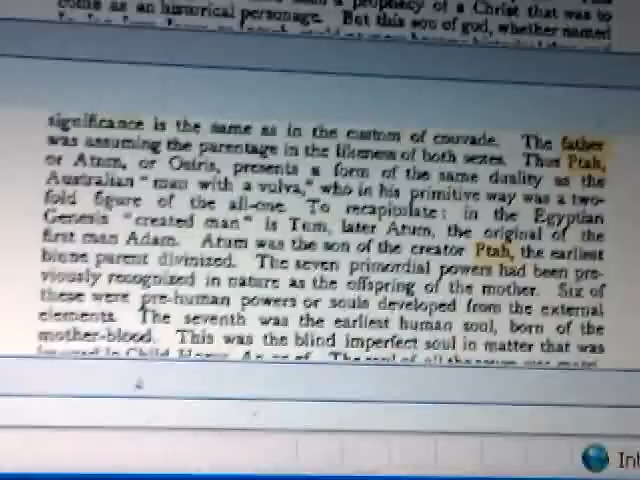 come as an historical personage. But this son of god, whether named
significance is the same as in the custom of couvade. The father
was assuming the parentage in the likeness of both sexes. Thus Ptah,
or Atum, or Osiris, presents a form of the same duality as the
Australian "man with a vulva," who in his primitive way was a two-
fold figure of the all-one. To recapitulate: in the Egyptian
Genesis "created man" is Tum, later Atum, the original of the
first man Adam. Atum was the son of the creator Ptah, the earliest
biune parent divinized. The seven primordial powers had been pre-
viously recognized in nature as the offspring of the mother. Six of
these were pre-human powers or souls developed from the external
elements. The seventh was the earliest human soul, born of the
mother-blood. This was the blind imperfect soul in matter that was
Int